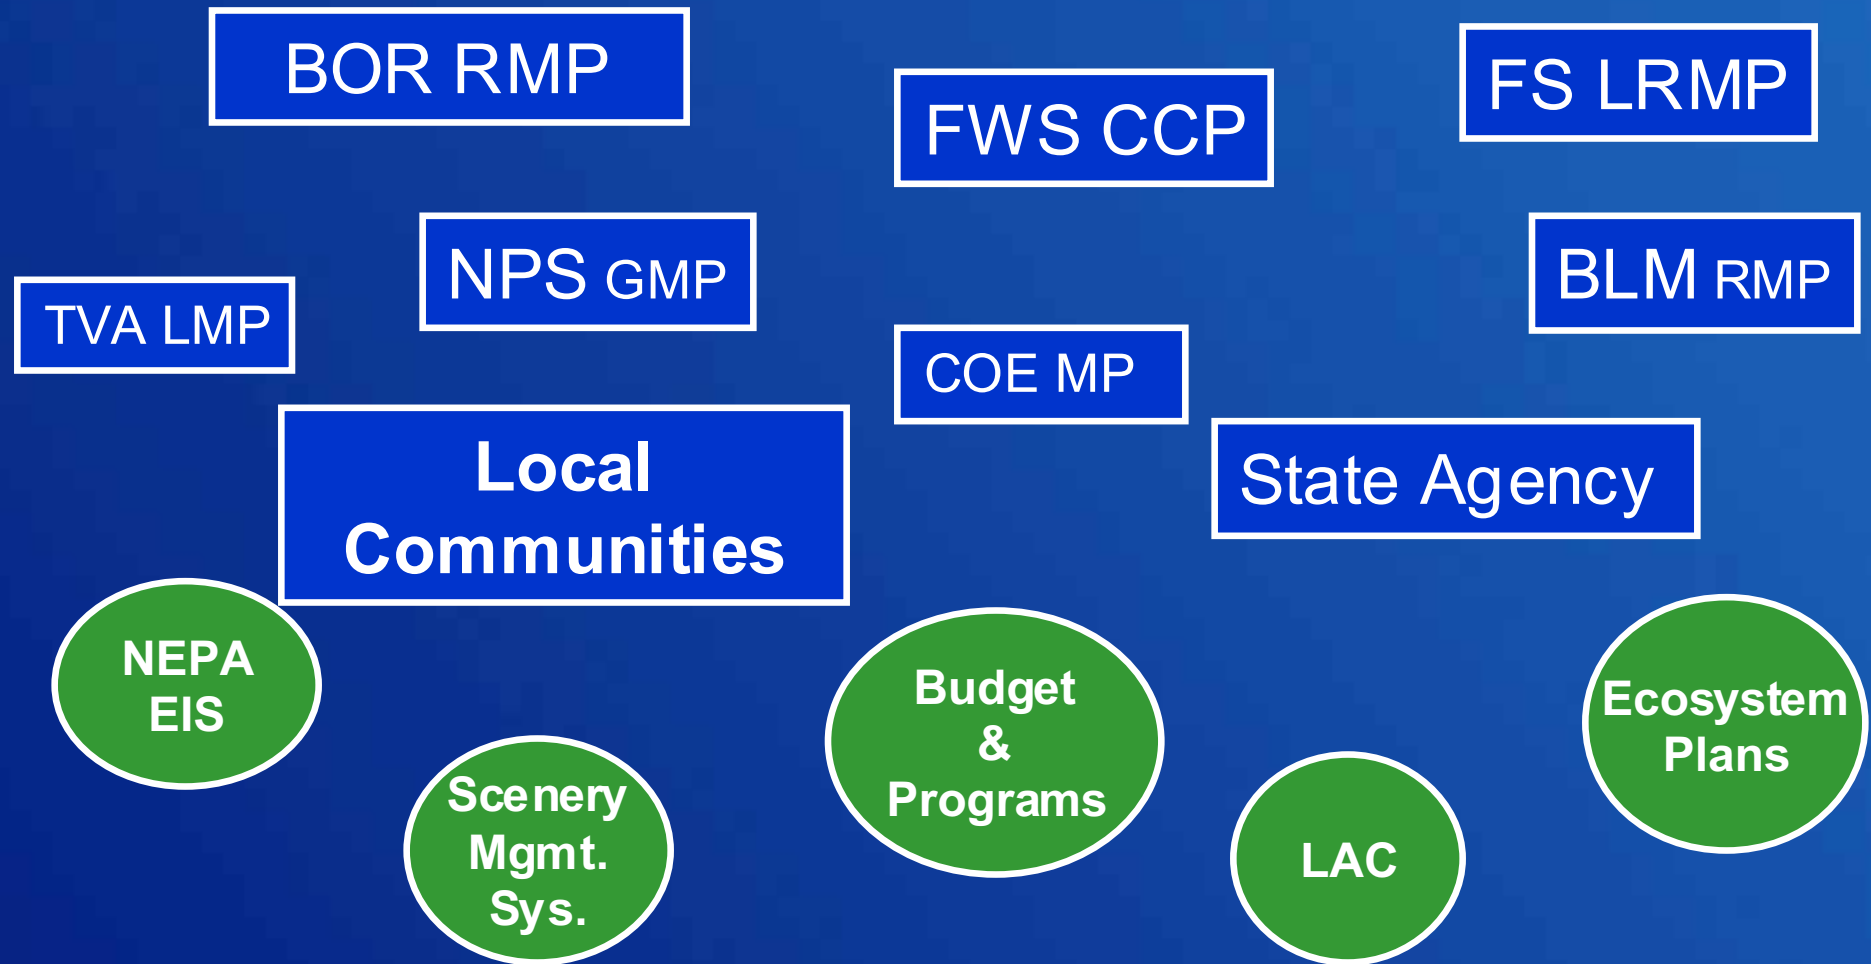 BOR RMP
FWS CCP
FS LRMP
NPS GMP
BLM RMP
TVA LMP
COE MP
Local
Communities
State Agency
NEPA
EIS
Scenery
Mgmt.
Sys.
Budget
&
Programs
LAC
Ecosystem
Plans